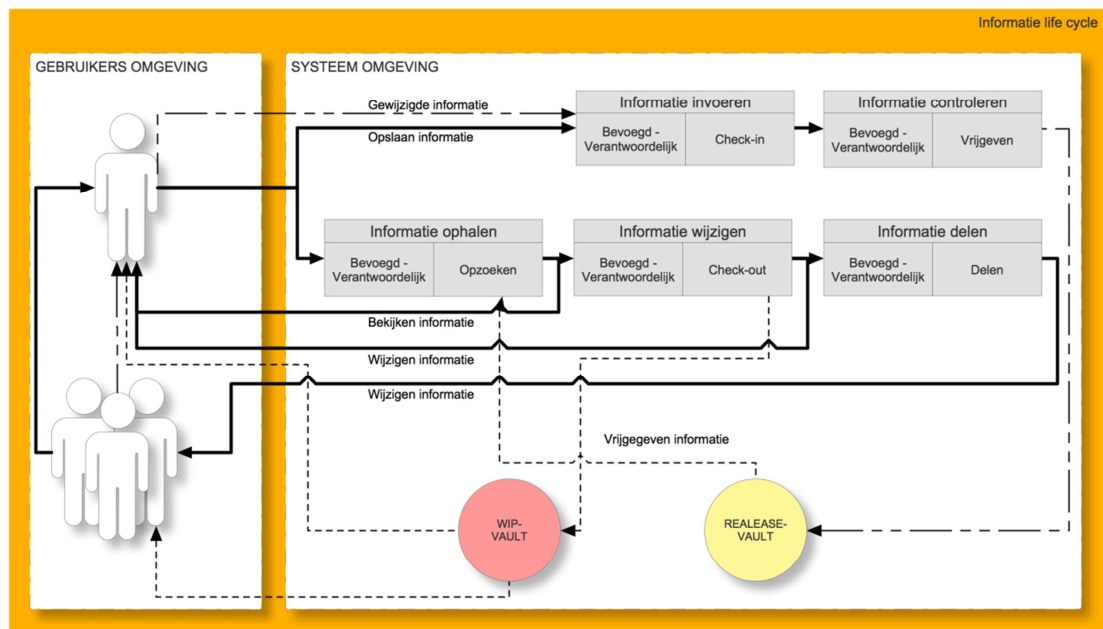 Informatie life cycle
GEBRUIKERS OMGEVING
SYSTEEM OMGEVING
Gewijzigde informatie
Opslaan informatie
Informatie invoeren
Bevoegd -
Verantwoordelijk
Check-in
Informatie controleren
Bevoegd -
Verantwoordelijk
Vrijgeven
Informatie ophalen
Bevoegd -
Verantwoordelijk
Opzoeken
Informatie wijzigen
Bevoegd -
Verantwoordelijk
Check-out
Informatie delen
Bevoegd -
Verantwoordelijk
Delen
Bekijken informatie
Wijzigen informatie
Wijzigen informatie
Vrijgegeven informatie
WIP-
VAULT
REALEASE-
VAULT